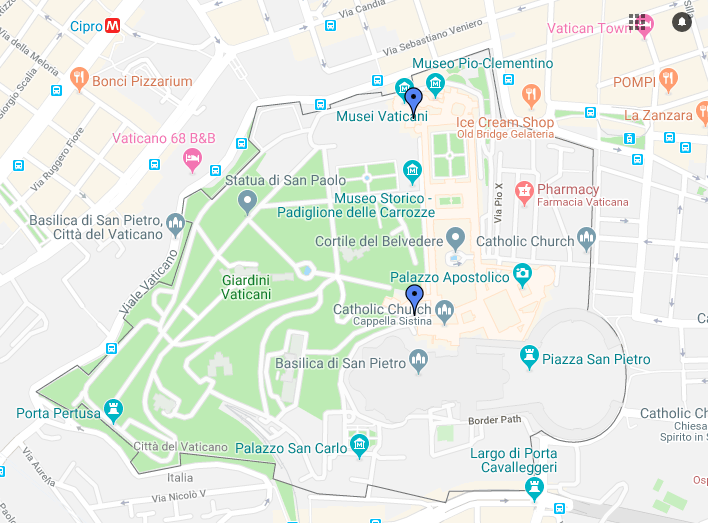 Via Candia
Cipro M
Via Sebastiano Veniero
Vatican Town
Via della Meloria
Giorgio Scalia
Bonci Pizzarium
Museo Pio-Clementino
POMPI
Musei Vaticani
Ice Cream Shop
Old Bridge Gelateria
La Zanzara
Via Ruggero Fiore
Vaticano 68 B&B
Statua di San Paolo
Museo Storico -
Padiglione delle Carrozze
Via Pio X
Pharmacy
Farmacia Vaticana
Basilica di San Pietro,
Città del Vaticano
Cortile del Belvedere
Catholic Church
Viale Vaticano
Giardini
Vaticani
Palazzo Apostolico
Catholic Church
Cappella Sistina
Basilica di San Pietro
Piazza San Pietro
Porta Pertusa
Border Path
Catholic Ch
Chiesa
Spirito in S
Città del Vaticano
Palazzo San Carlo
Largo di Porta
Cavalleggeri
Via Aurelia
Italia
Via Nicolò V